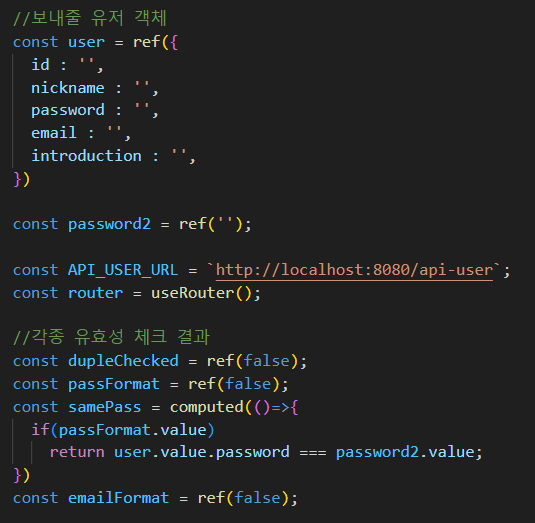 //보내줄 유저 객체
const user = ref({
  id : '',
  nickname : '',
  password : '',
  email : '',
  introduction : '',
})
const password2 = ref('');
const API_USER_URL = `http://localhost:8080/api-user`;
const router = useRouter();
//각종 유효성 체크 결과
const dupleChecked = ref(false);
const passFormat = ref(false);
const samePass = computed(()=>{
  if(passFormat.value)
    return user.value.password === password2.value;
})
const emailFormat = ref(false);